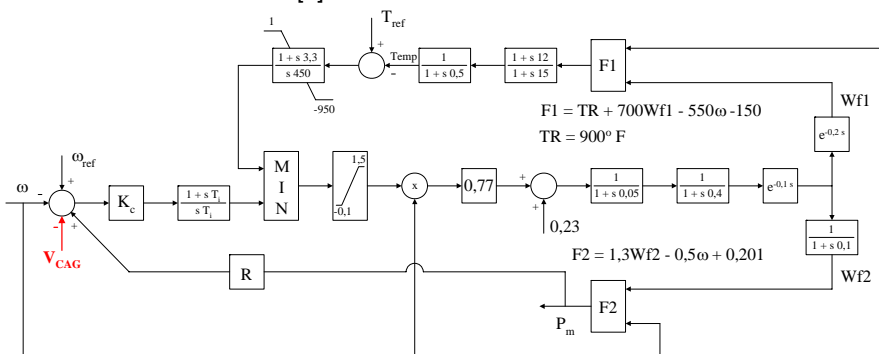 [ ]
1
T_ref
+
Temp
-
1 + s 3,3
s 450
-950
1
1 + s 0,5
1 + s 12
1 + s 15
F1
Wf1
F1 = TR + 700Wf1 - 550ω -150
TR = 900º F
e^-0,2 s
ω_ref
ω
-
+
K_c
1 + s T_i
s T_i
M
I
N
1,5
-0,1
x
0,77
+
+
0,23
1
1 + s 0,05
1
1 + s 0,4
e^-0,1 s
1
1 + s 0,1
-
+
V_CAG
R
F2 = 1,3Wf2 - 0,5ω + 0,201
Wf2
F2
P_m